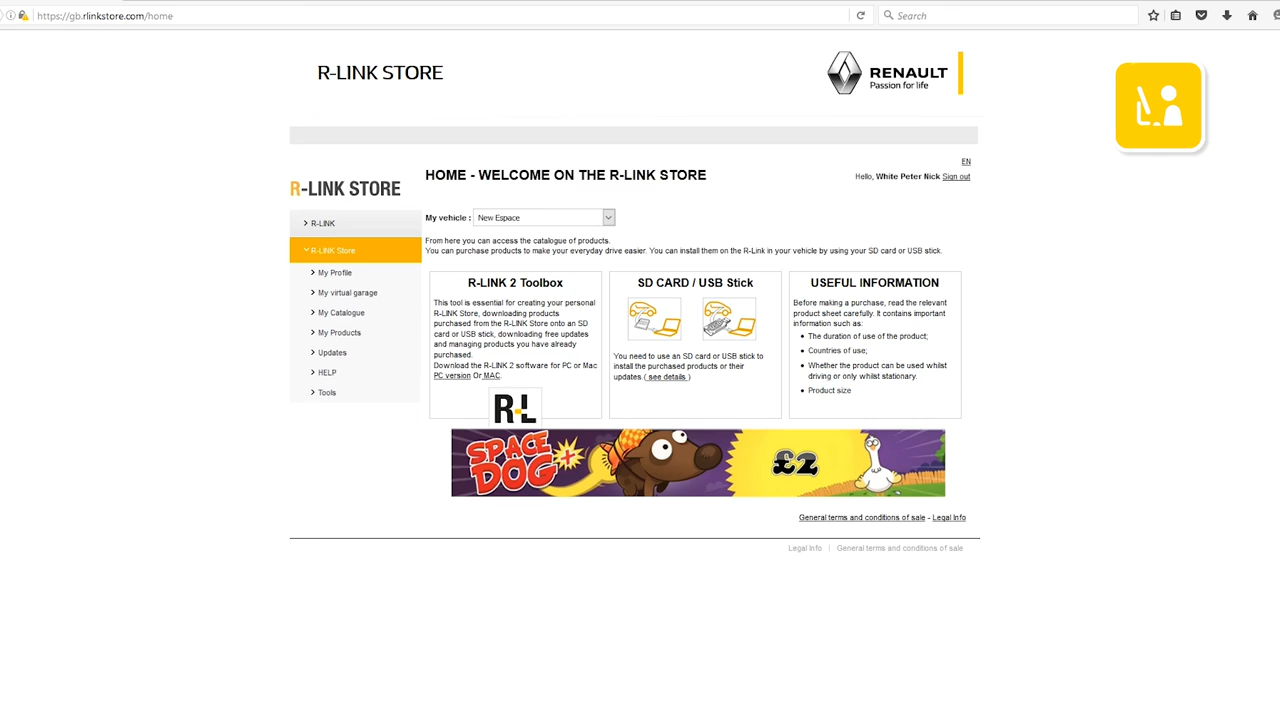 https://gb.rlinkstore.com/home
Search
R-LINK STORE
RENAULT
Passion for life
EN
Hello, White Peter Nick Sign out
R-LINK STORE
HOME - WELCOME ON THE R-LINK STORE
R-LINK
R-LINK Store
My Profile
My virtual garage
My Catalogue
My Products
Updates
HELP
Tools
My vehicle : New Espace
From here you can access the catalogue of products.
You can purchase products to make your everyday drive easier. You can install them on the R-Link in your vehicle by using your SD card or USB stick.
R-LINK 2 Toolbox
This tool is essential for creating your personal
R-LINK Store, downloading products
purchased from the R-LINK Store onto an SD
card or USB stick, downloading free updates
and managing products you have already
purchased.
Download the R-LINK 2 software for PC or Mac
PC version Or MAC.
R-L
SD CARD / USB Stick
You need to use an SD card or USB stick to
install the purchased products or their
updates.( see details )
USEFUL INFORMATION
Before making a purchase, read the relevant
product sheet carefully. It contains important
information such as:
The duration of use of the product;
Countries of use;
Whether the product can be used whilst
driving or only whilst stationary.
Product size
SPACE
DOG+
£2
General terms and conditions of sale - Legal Info
Legal Info | General terms and conditions of sale